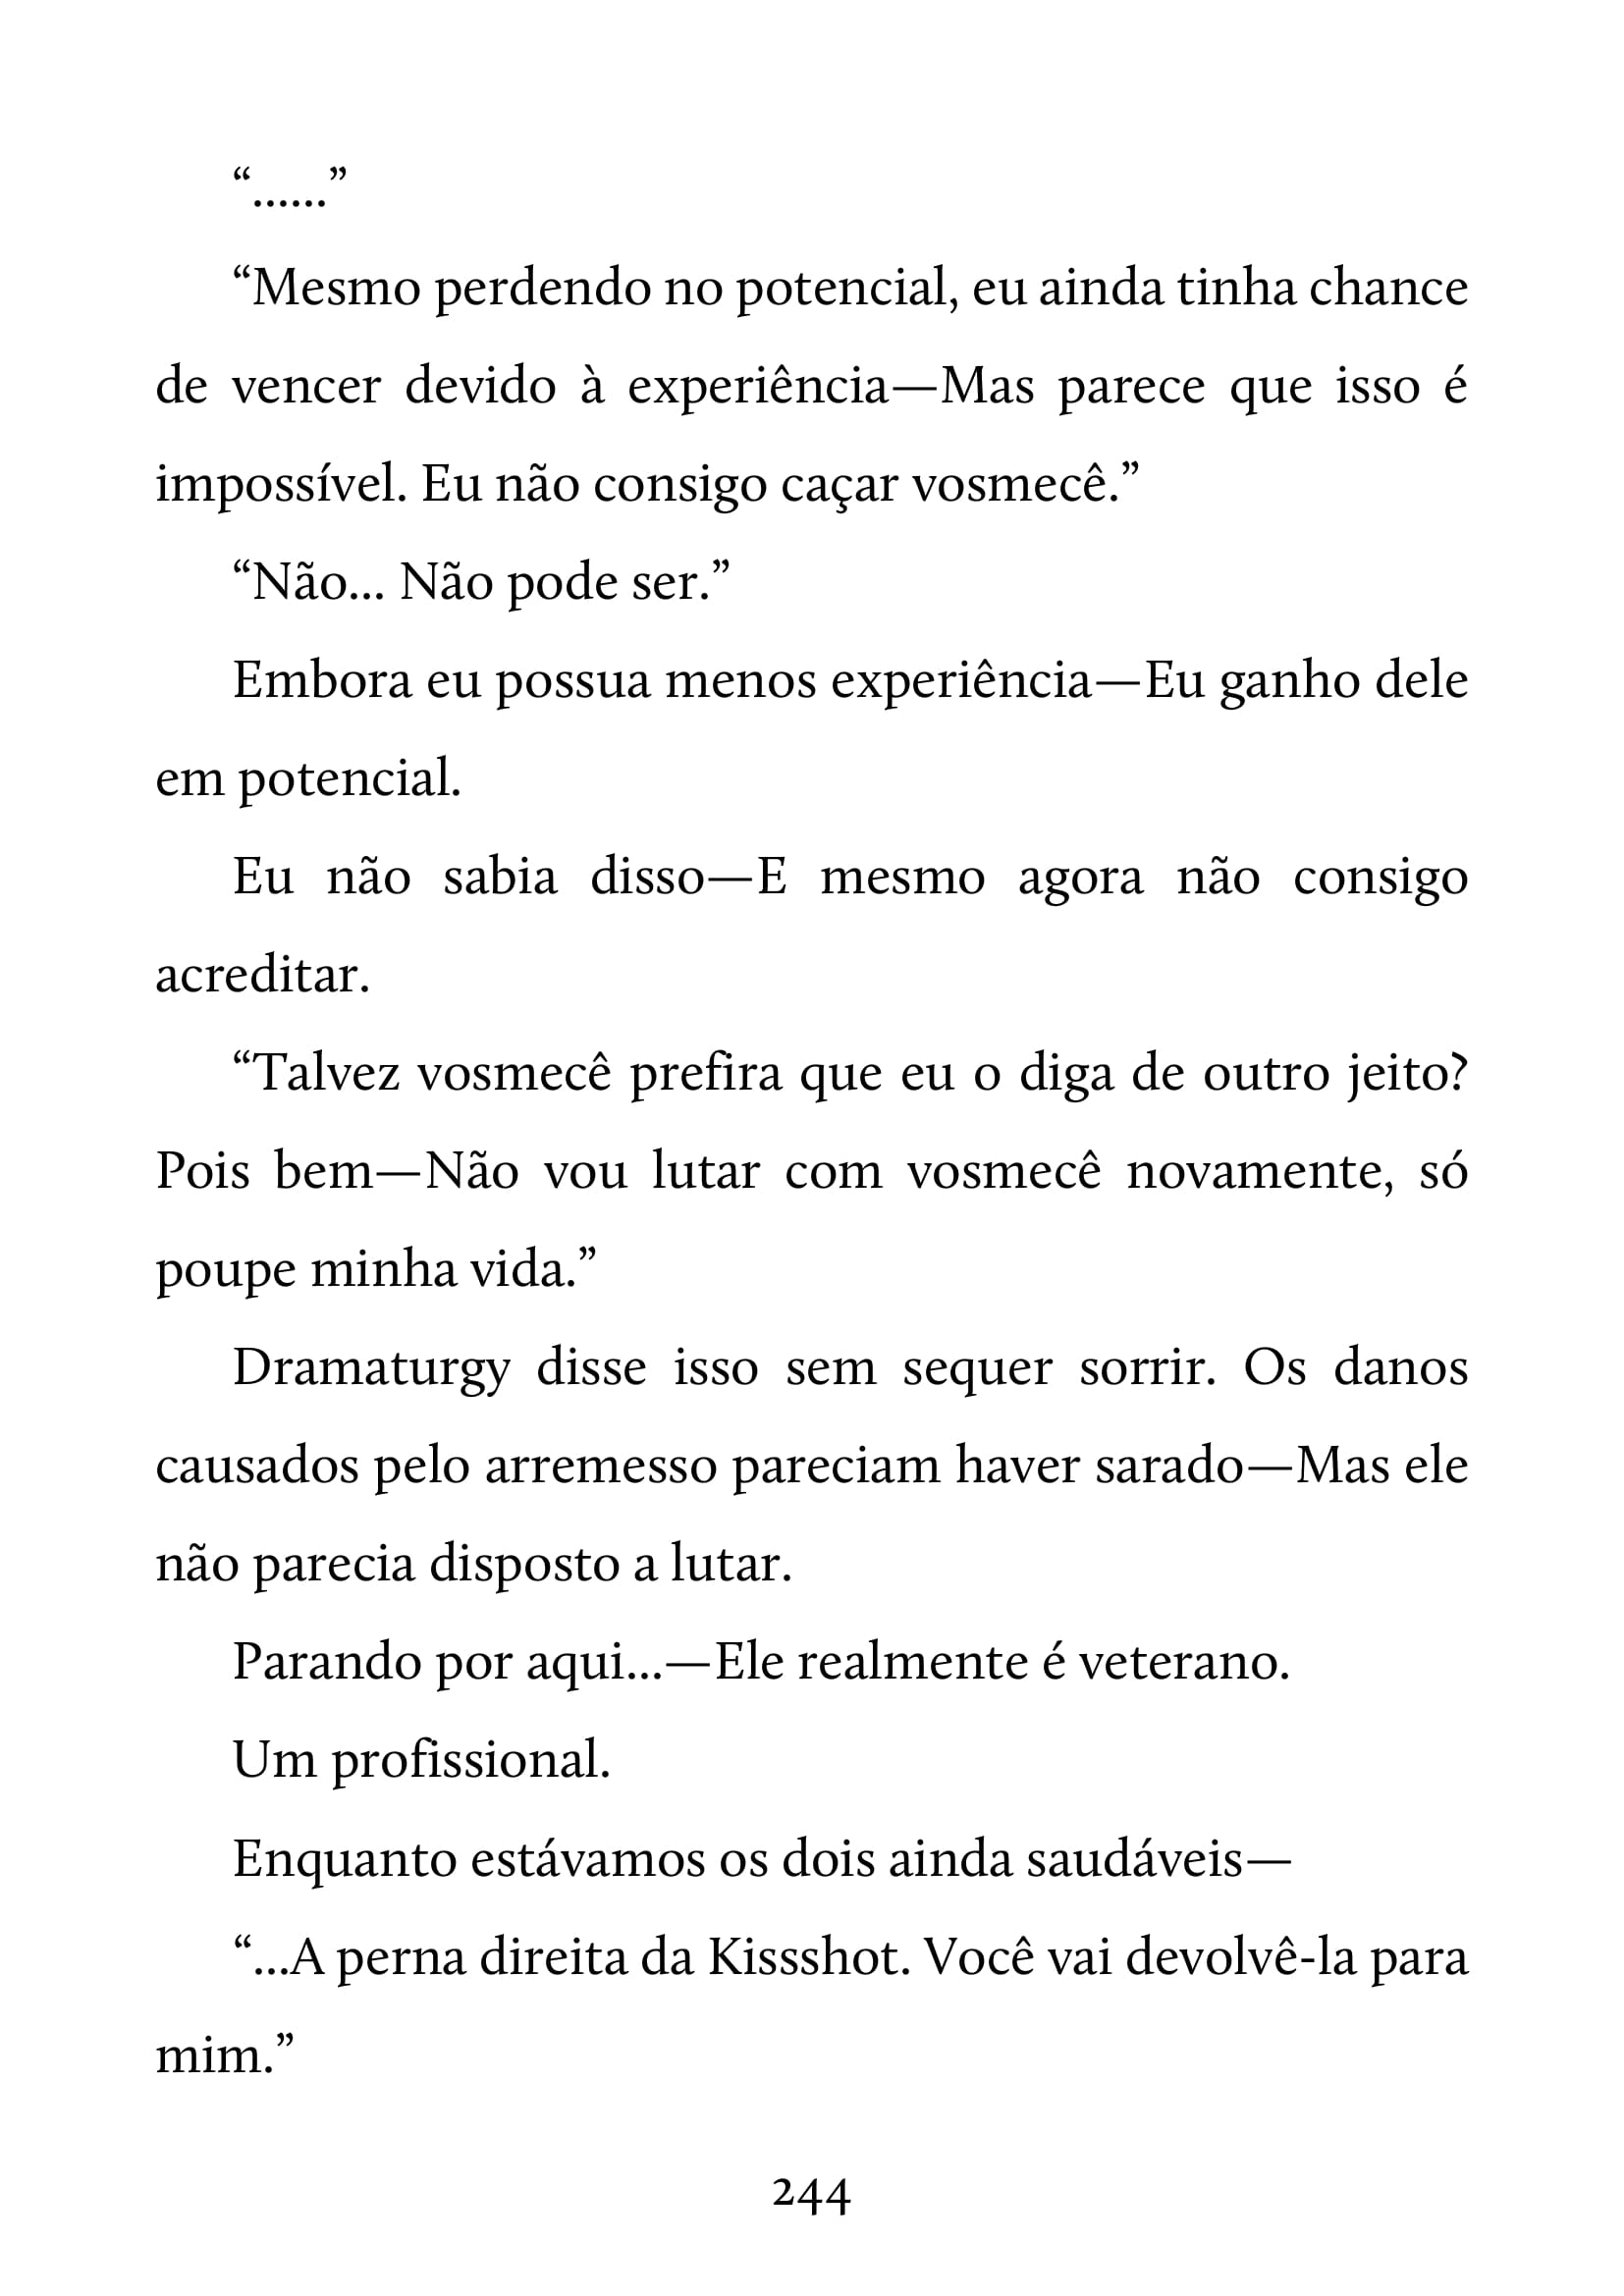 “......”
“Mesmo perdendo no potencial, eu ainda tinha chance
de vencer devido à experiência—Mas parece que isso é
impossível. Eu não consigo caçar vosmecê.”
“Não... Não pode ser.”
Embora eu possua menos experiência—Eu ganho dele
em potencial.
Eu não sabia disso—E mesmo agora não consigo
acreditar.
“Talvez vosmecê prefira que eu o diga de outro jeito?
Pois bem—Não vou lutar com vosmecê novamente, só
poupe minha vida.”
Dramaturgy disse isso sem sequer sorrir. Os danos
causados pelo arremesso pareciam haver sarado—Mas ele
não parecia disposto a lutar.
Parando por aqui...—Ele realmente é veterano.
Um profissional.
Enquanto estávamos os dois ainda saudáveis—
“...A perna direita da Kissshot. Você vai devolvê-la para
mim.”
244